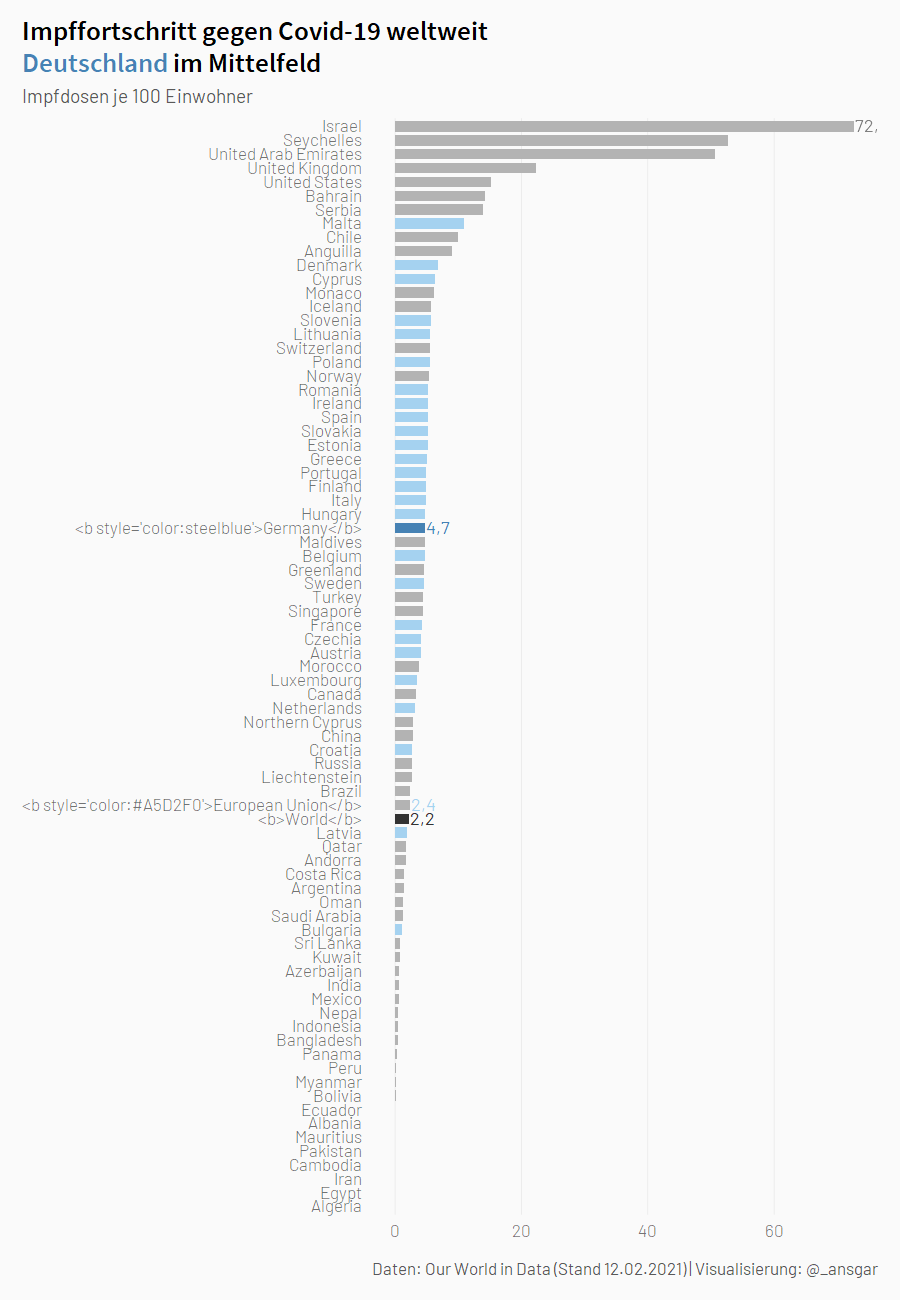 Impffortschritt gegen Covid-19 weltweit
Deutschland im Mittelfeld
Impfdosen je 100 Einwohner
Israel 72,
Seychelles
United Arab Emirates
United Kingdom
United States
Bahrain
Serbia
Malta
Chile
Anguilla
Denmark
Cyprus
Monaco
Iceland
Slovenia
Lithuania
Switzerland
Poland
Norway
Romania
Ireland
Spain
Slovakia
Estonia
Greece
Portugal
Finland
Italy
Hungary
<b style='color:steelblue'>Germany</b> 4,7
Maldives
Belgium
Greenland
Sweden
Turkey
Singapore
France
Czechia
Austria
Morocco
Luxembourg
Canada
Netherlands
Northern Cyprus
China
Croatia
Russia
Liechtenstein
Brazil
<b style='color:#A5D2F0'>European Union</b> 2,4
<b>World</b> 2,2
Latvia
Qatar
Andorra
Costa Rica
Argentina
Oman
Saudi Arabia
Bulgaria
Sri Lanka
Kuwait
Azerbaijan
India
Mexico
Nepal
Indonesia
Bangladesh
Panama
Peru
Myanmar
Bolivia
Ecuador
Albania
Mauritius
Pakistan
Cambodia
Iran
Egypt
Algeria
0 20 40 60
Daten: Our World in Data (Stand 12.02.2021) | Visualisierung: @_ansgar